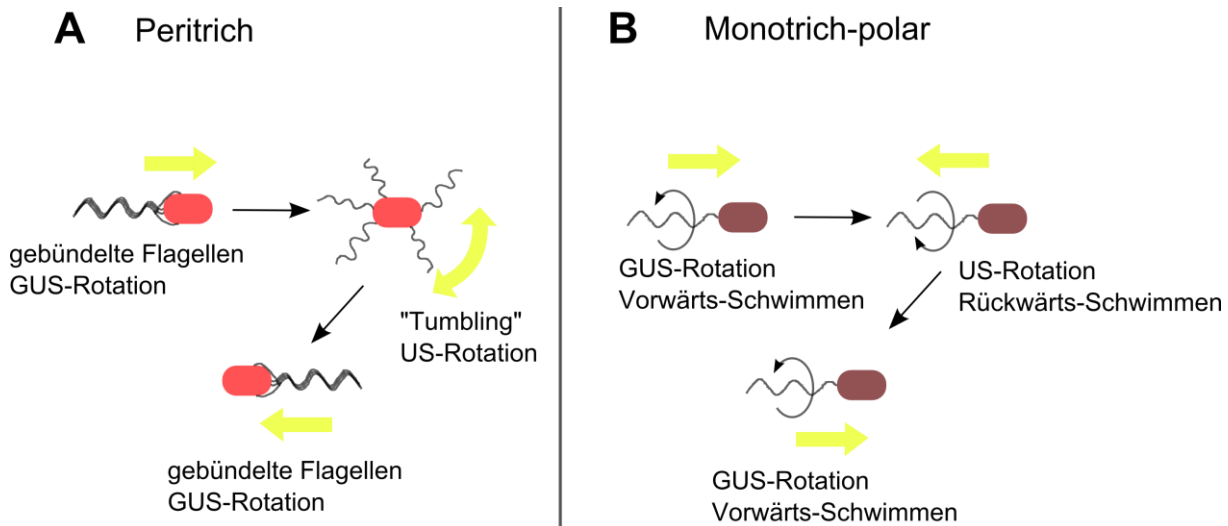 A Peritrich
gebündelte Flagellen
GUS-Rotation
"Tumbling"
US-Rotation
gebündelte Flagellen
GUS-Rotation
B Monotrich-polar
GUS-Rotation
Vorwärts-Schwimmen
US-Rotation
Rückwärts-Schwimmen
GUS-Rotation
Vorwärts-Schwimmen